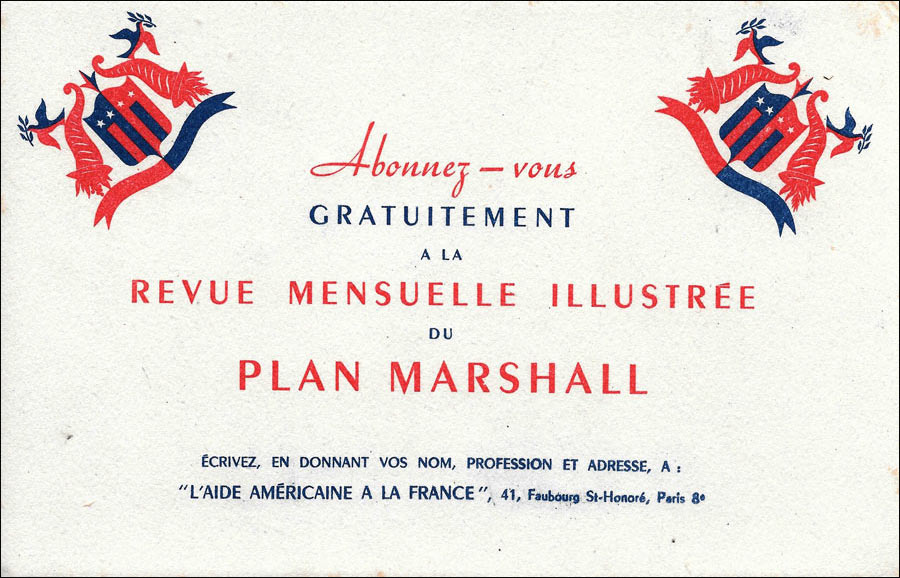 Abonnez-vous
GRATUITEMENT
A LA
REVUE MENSUELLE ILLUSTRÉE
DU
PLAN MARSHALL
ÉCRIVEZ, EN DONNANT VOS NOM, PROFESSION ET ADRESSE, A :
"L'AIDE AMÉRICAINE A LA FRANCE", 41, Faubourg St-Honoré, Paris 8e